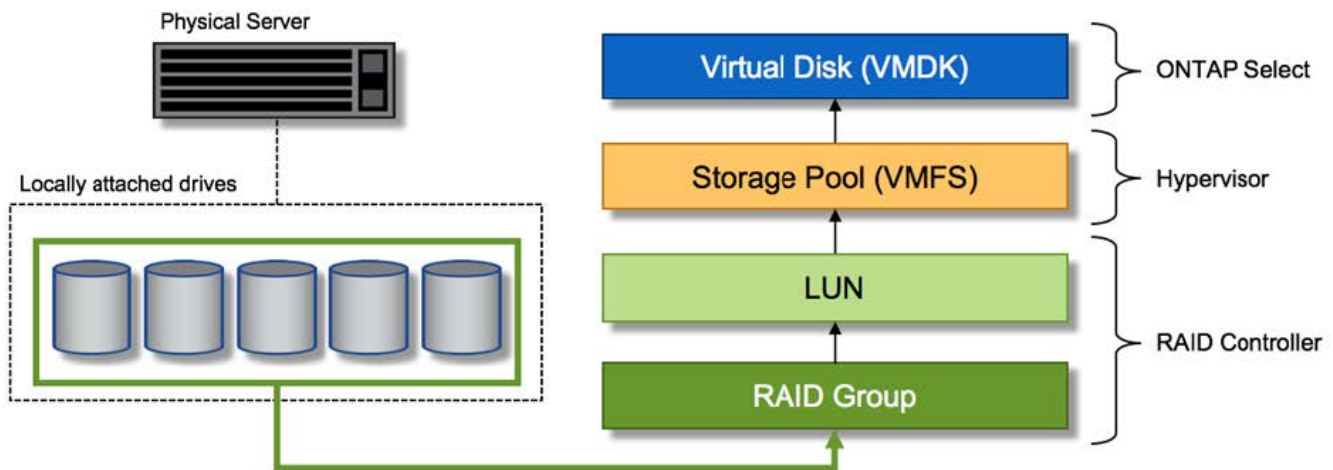 Physical Server
Locally attached drives
Virtual Disk (VMDK)
ONTAP Select
Storage Pool (VMFS)
Hypervisor
LUN
RAID Controller
RAID Group